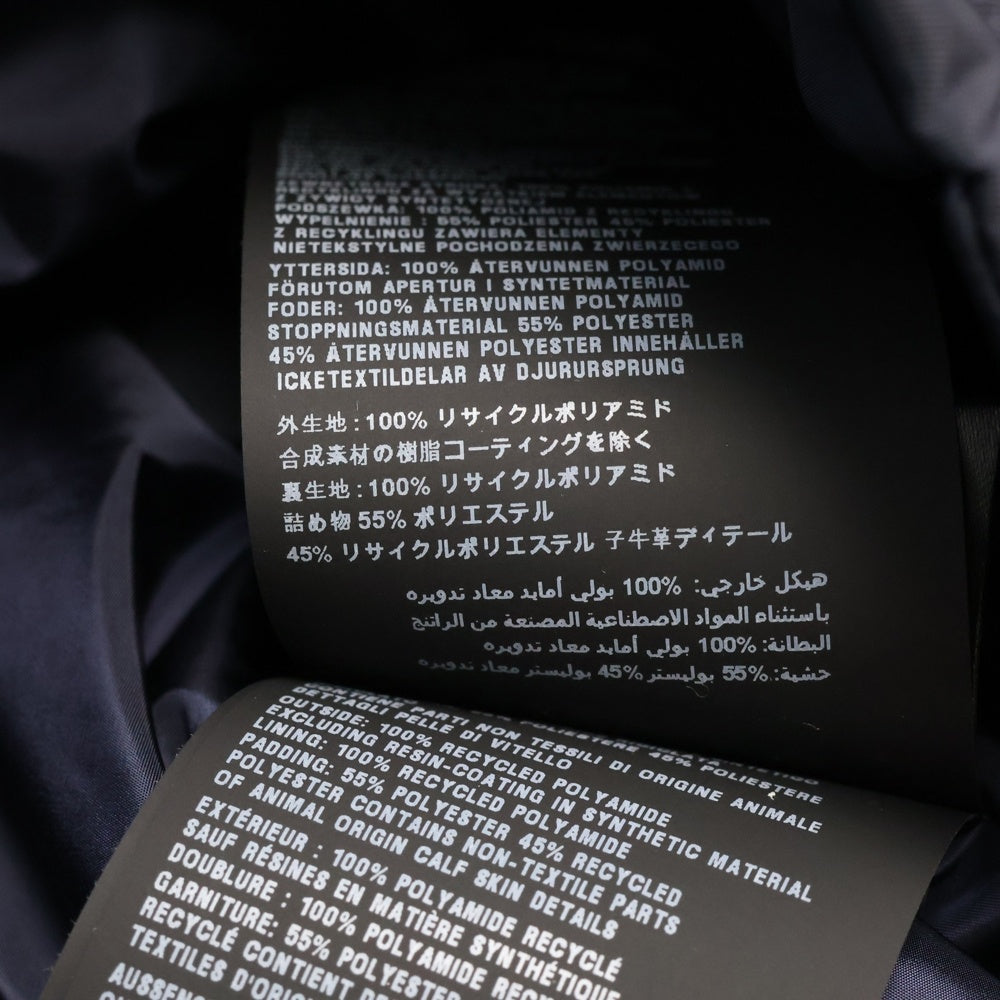 Z ŻYWICY SYNTETYCZNEJ
PODSZEWKA: 100% POLIAMID Z RECYKLINGU
WYPEŁNIENIE : 55% POLIESTER 45% POLIESTER
Z RECYKLINGU ZAWIERA ELEMENTY
NIETEKSTYLNE POCHODZENIA ZWIERZECEGO
YTTERSIDA: 100% ÅTERVUNNEN POLYAMID
FÖRUTOM APERTUR I SYNTETMATERIAL
FODER: 100% ÅTERVUNNEN POLYAMID
STOPPNINGSMATERIAL 55% POLYESTER
45% ÅTERVUNNEN POLYESTER INNEHÅLLER
ICKETEXTILDELAR AV DJURURSPRUNG
外生地:100% リサイクルポリアミド
合成素材の樹脂コーティングを除く
裏生地:100% リサイクルポリアミド
詰め物 55% ポリエステル
45% リサイクルポリエステル 子牛革ディテール
هيكل خارجي: 100% بولي أمايد معاد تدويره
باستثناء المواد الاصطناعية المصنعة من الراتنج
البطانة: 100% بولي أمايد معاد تدويره
حشية: 55% بوليستر 45% بوليستر معاد تدويره
PARTI NON TESSILI DI ORIGINE ANIMALE
DETTAGLI PELLE DI VITELLO
OUTSIDE: 100% RECYCLED POLYAMIDE
EXCLUDING RESIN-COATING IN SYNTHETIC MATERIAL
LINING: 100% RECYCLED POLYAMIDE
PADDING: 55% POLYESTER 45% RECYCLED
POLYESTER CONTAINS NON-TEXTILE PARTS
OF ANIMAL ORIGIN CALF SKIN DETAILS
EXTÉRIEUR : 100% POLYAMIDE RECYCLÉ
SAUF RÉSINES EN MATIÈRE SYNTHÉTIQUE
DOUBLURE : 100% POLYAMIDE
GARNITURE: 55%
RECYCLÉ CONTIENT
TEXTILES